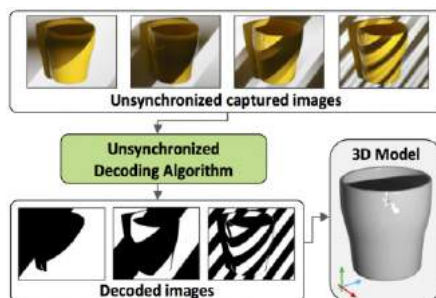 Unsynchronized captured images
Unsynchronized
Decoding Algorithm
3D Model
Decoded images